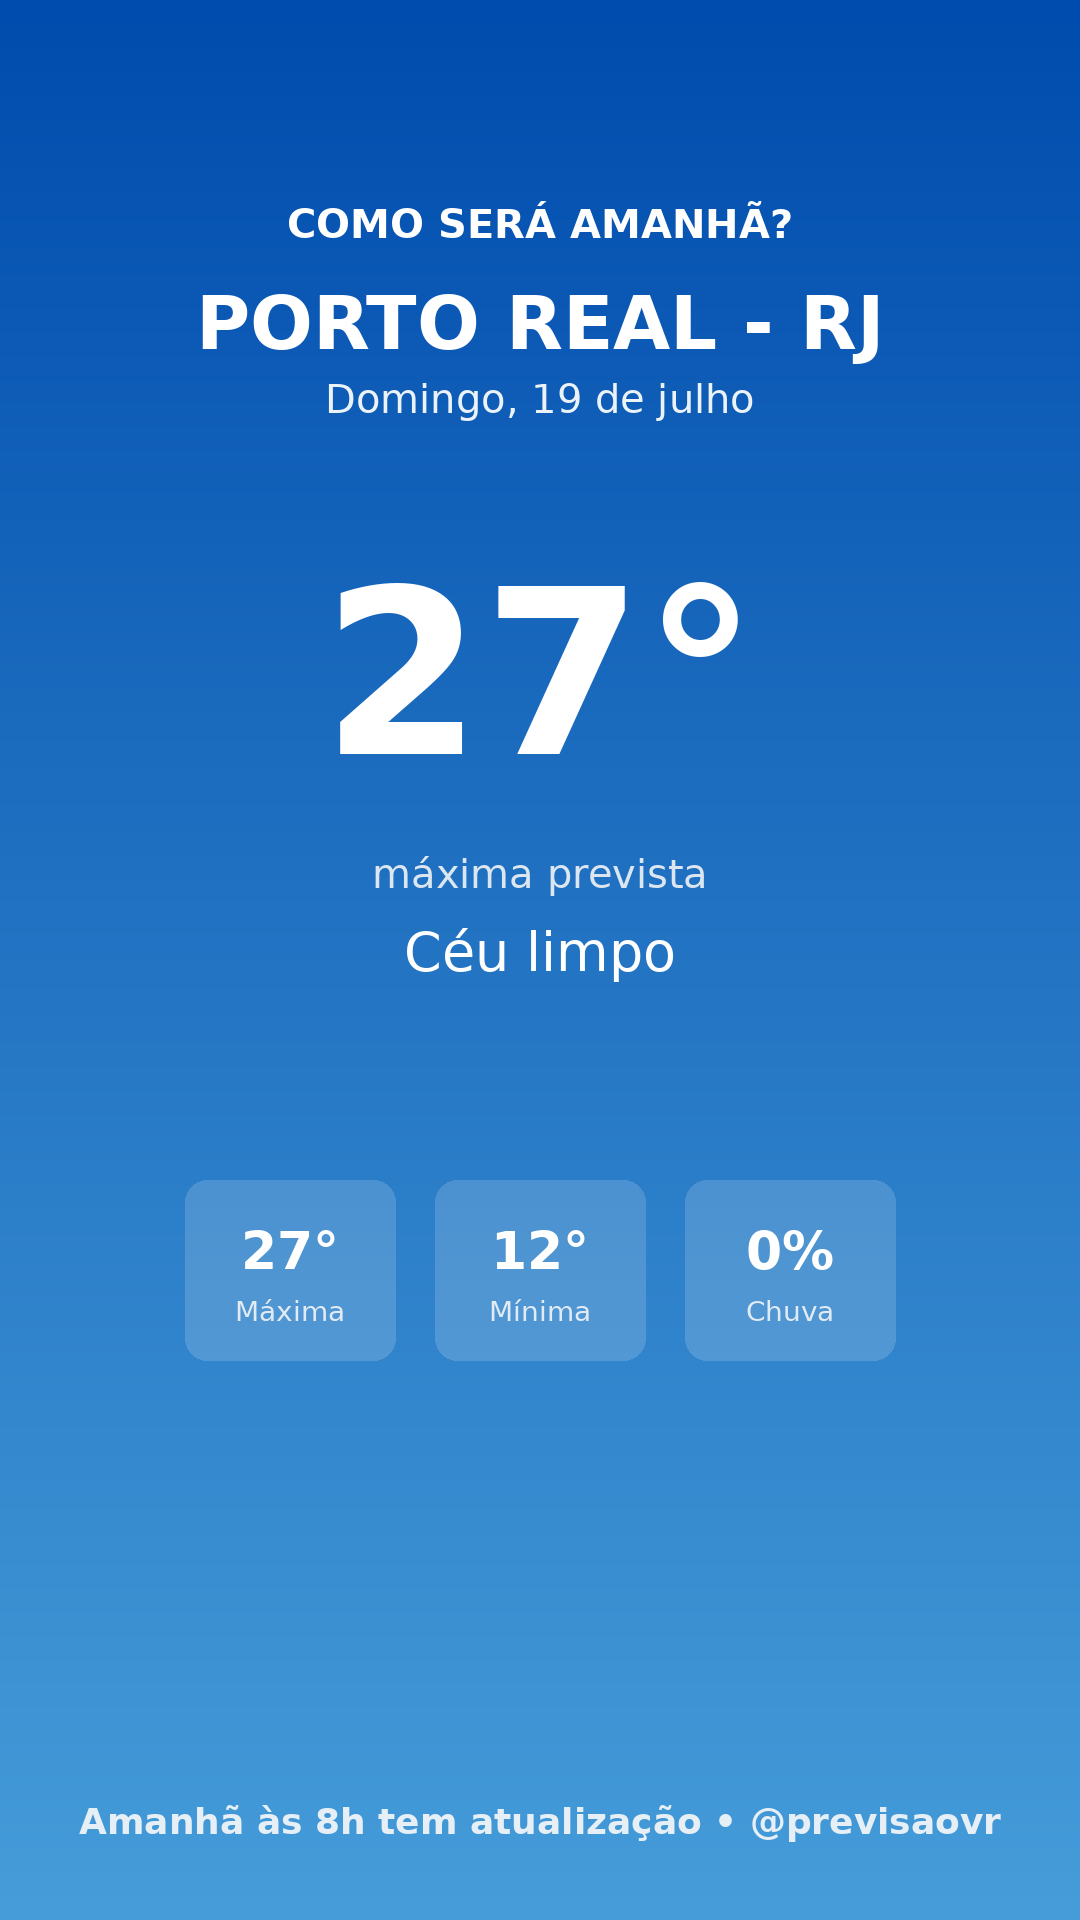 COMO SERÁ AMANHÃ?
PORTO REAL - RJ
Domingo, 19 de julho
27°
máxima prevista
Céu limpo
27° 12° 0%
Máxima Mínima Chuva
Amanhã às 8h tem atualização • @previsaovr